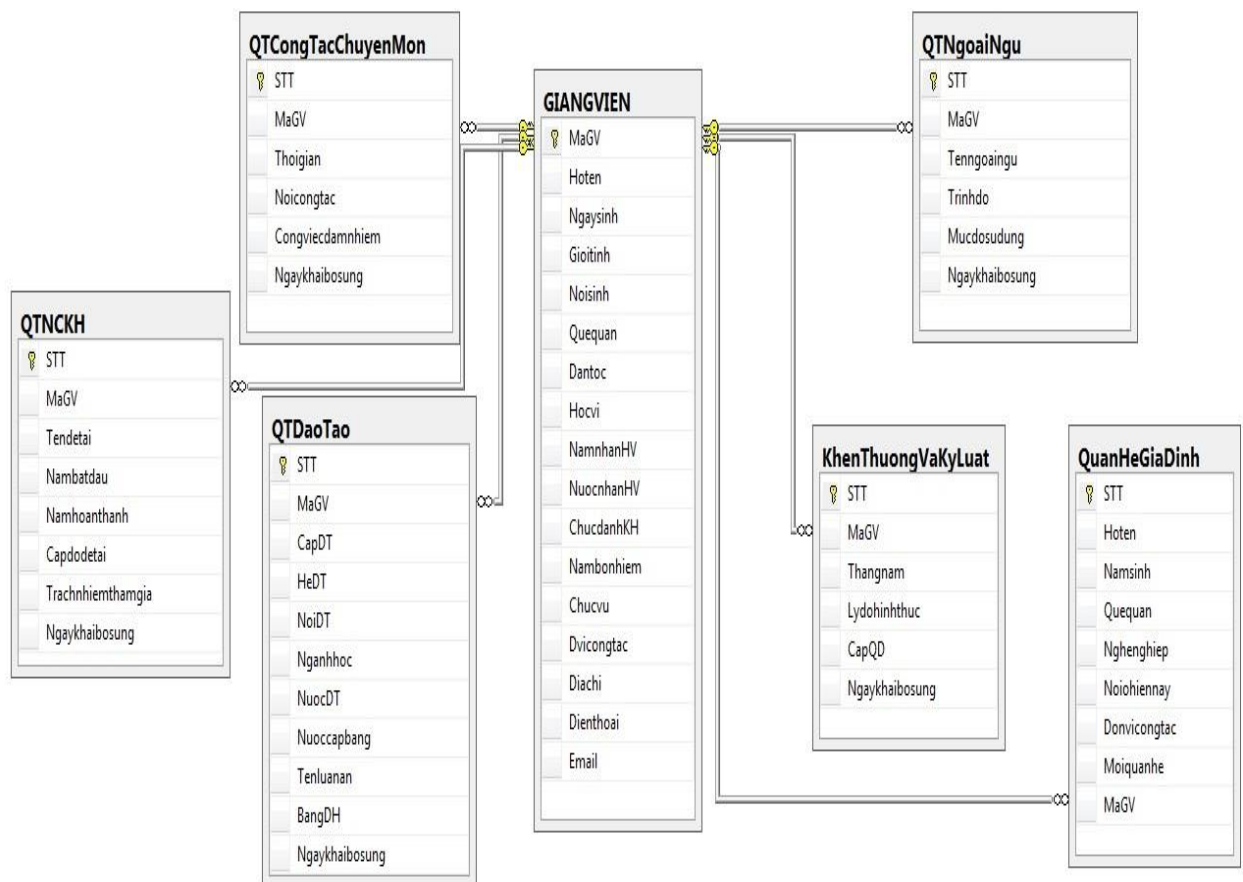 QTCongTacChuyenMon
STT
MaGV
Thoigian
Noicongtac
Congviecdamnhiem
Ngaykhaibosung
QTNCKH
STT
MaGV
Tendetai
Nambatdau
Namhoanthanh
Capdodetai
Trachnhiemthamgia
Ngaykhaibosung
QTDaoTao
STT
MaGV
CapDT
HeDT
NoiDT
Nganhhoc
NuocDT
Nuoccapbang
Tenluanan
BangDH
Ngaykhaibosung
GIANGVIEN
MaGV
Hoten
Ngaysinh
Gioitinh
Noisinh
Quequan
Dantoc
Hocvi
NamnhanHV
NuocnhanHV
ChucdanhKH
Nambonhiem
Chucvu
Dvicongtac
Diachi
Dienthoai
Email
QTNgoaiNgu
STT
MaGV
Tenngoaingu
Trinhdo
Mucdosudung
Ngaykhaibosung
KhenThuongVaKyLuat
STT
MaGV
Thangnam
Lydohinhthuc
CapQD
Ngaykhaibosung
QuanHeGiaDinh
STT
Hoten
Namsinh
Quequan
Nghenghiep
Noiohiennay
Donvicongtac
Moiquanhe
MaGV